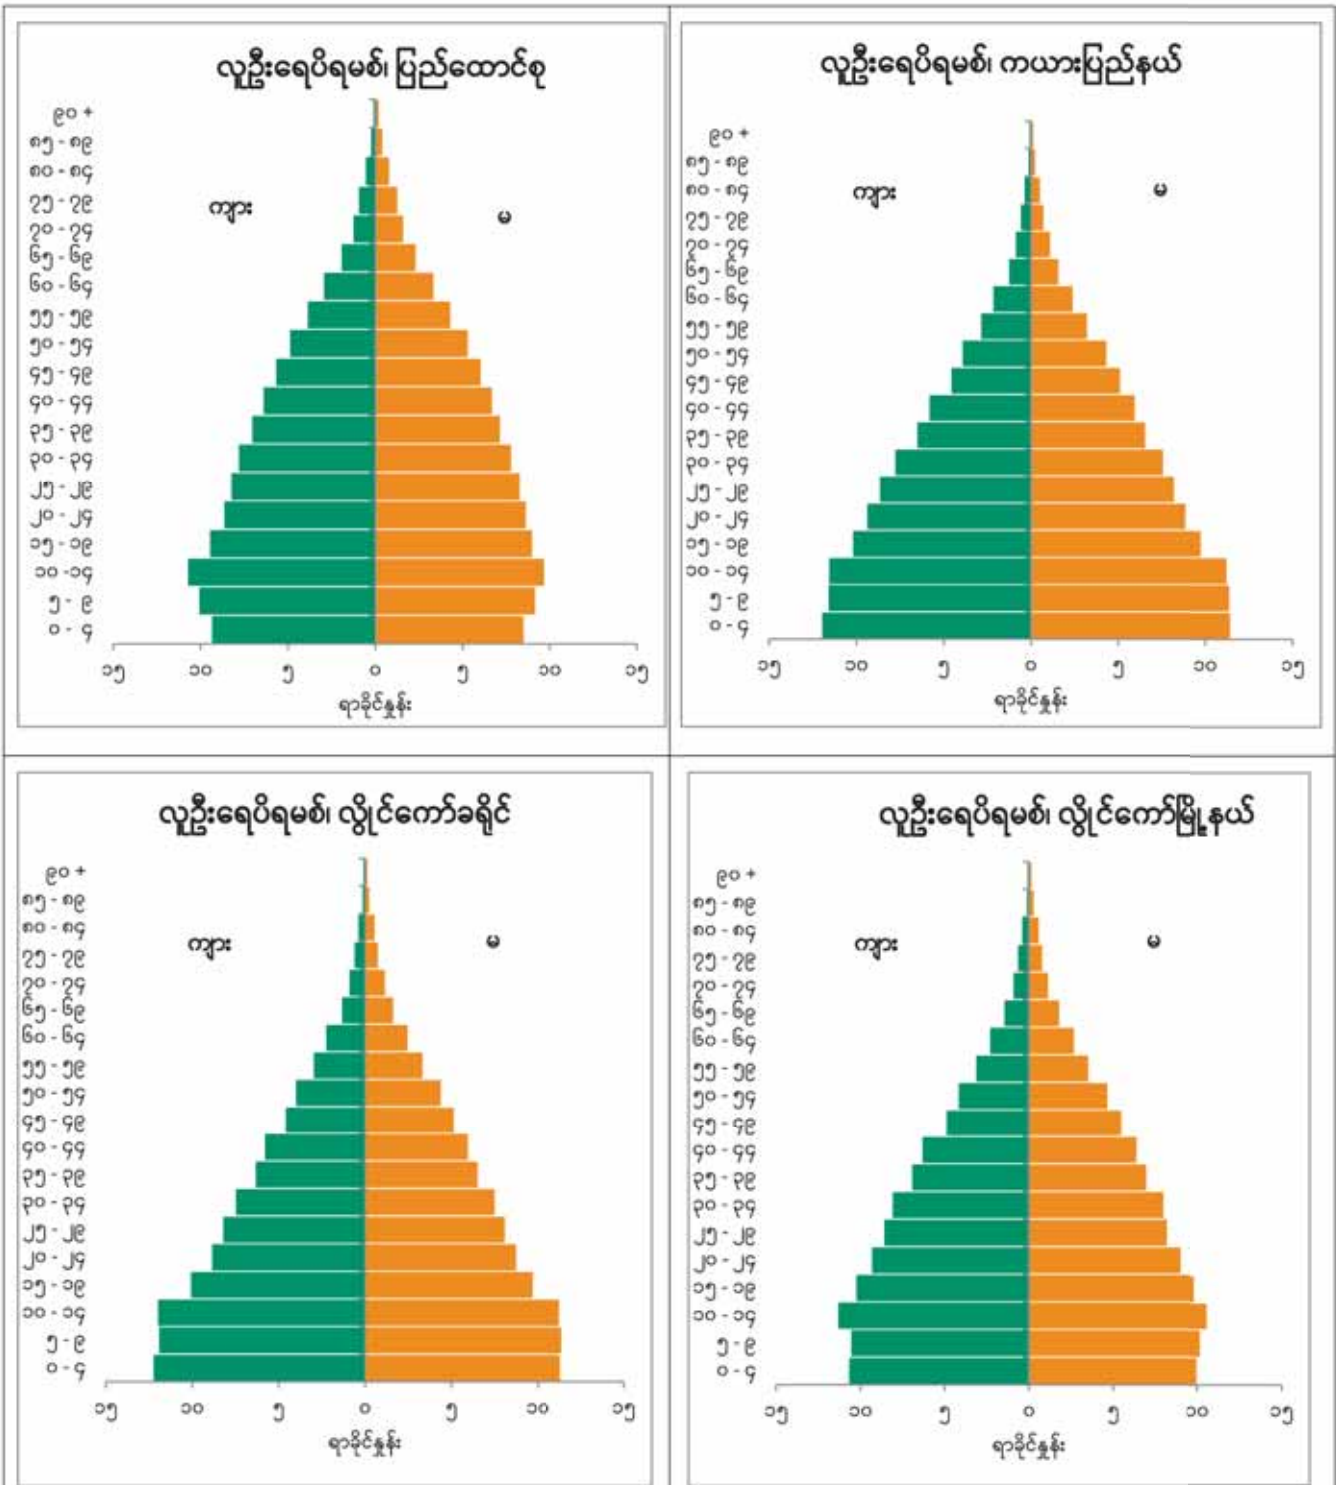 လူဦးရေပိရမစ်၊ ပြည်ထောင်စု
၉၀ +
၈၅ - ၈၉
၈၀ - ၈၄
၇၅ - ၇၉
၇၀ - ၇၄
၆၅ - ၆၉
၆၀ - ၆၄
၅၅ - ၅၉
၅၀ - ၅၄
၄၅ - ၄၉
၄၀ - ၄၄
၃၅ - ၃၉
၃၀ - ၃၄
၂၅ - ၂၉
၂၀ - ၂၄
၁၅ - ၁၉
၁၀ -၁၄
၅ - ၉
၀ - ၄
ကျား
မ
၁၅ ၁၀ ၅ ၀ ၅ ၁၀ ၁၅
ရာခိုင်နှုန်း
လူဦးရေပိရမစ်၊ ကယားပြည်နယ်
၉၀ +
၈၅ - ၈၉
၈၀ - ၈၄
၇၅ - ၇၉
၇၀ - ၇၄
၆၅ - ၆၉
၆၀ - ၆၄
၅၅ - ၅၉
၅၀ - ၅၄
၄၅ - ၄၉
၄၀ - ၄၄
၃၅ - ၃၉
၃၀ - ၃၄
၂၅ - ၂၉
၂၀ - ၂၄
၁၅ - ၁၉
၁၀ - ၁၄
၅ - ၉
၀ - ၄
ကျား
မ
၁၅ ၁၀ ၅ ၀ ၅ ၁၀ ၁၅
ရာခိုင်နှုန်း
လူဦးရေပိရမစ်၊ လွိုင်ကော်ခရိုင်
၉၀ +
၈၅ - ၈၉
၈၀ - ၈၄
၇၅ - ၇၉
၇၀ - ၇၄
၆၅ - ၆၉
၆၀ - ၆၄
၅၅ - ၅၉
၅၀ - ၅၄
၄၅ - ၄၉
၄၀ - ၄၄
၃၅ - ၃၉
၃၀ - ၃၄
၂၅ - ၂၉
၂၀ - ၂၄
၁၅ - ၁၉
၁၀ - ၁၄
၅ - ၉
၀ - ၄
ကျား
မ
၁၅ ၁၀ ၅ ၀ ၅ ၁၀ ၁၅
ရာခိုင်နှုန်း
လူဦးရေပိရမစ်၊ လွိုင်ကော်မြို့နယ်
၉၀ +
၈၅ - ၈၉
၈၀ - ၈၄
၇၅ - ၇၉
၇၀ - ၇၄
၆၅ - ၆၉
၆၀ - ၆၄
၅၅ - ၅၉
၅၀ - ၅၄
၄၅ - ၄၉
၄၀ - ၄၄
၃၅ - ၃၉
၃၀ - ၃၄
၂၅ - ၂၉
၂၀ - ၂၄
၁၅ - ၁၉
၁၀ - ၁၄
၅ - ၉
၀ - ၄
ကျား
မ
၁၅ ၁၀ ၅ ၀ ၅ ၁၀ ၁၅
ရာခိုင်နှုန်း